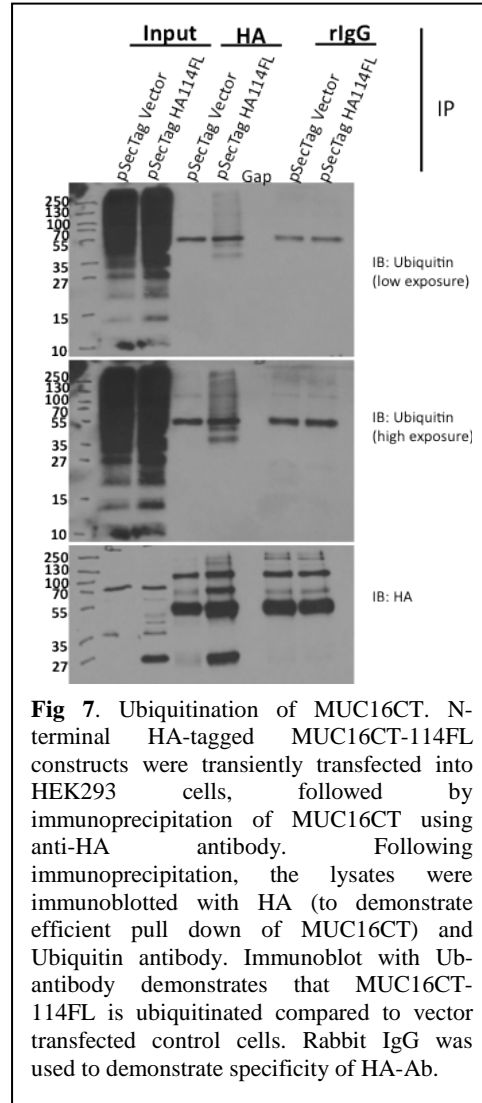 Input HA rIgG
pSecTag Vector
pSecTag HA114FL
pSecTag Vector
pSecTag HA114FL
Gap
pSecTag Vector
pSecTag HA114FL
IP
250
130
100
70
55
35
27
15
10
IB: Ubiquitin
(low exposure)
250
130
100
70
55
35
27
15
10
IB: Ubiquitin
(high exposure)
250
130
100
70
55
35
27
IB: HA
Fig 7. Ubiquitination of MUC16CT. N-
terminal HA-tagged MUC16CT-114FL
constructs were transiently transfected into
HEK293 cells, followed by
immunoprecipitation of MUC16CT using
anti-HA antibody. Following
immunoprecipitation, the lysates were
immunoblotted with HA (to demonstrate
efficient pull down of MUC16CT) and
Ubiquitin antibody. Immunoblot with Ub-
antibody demonstrates that MUC16CT-
114FL is ubiquitinated compared to vector
transfected control cells. Rabbit IgG was
used to demonstrate specificity of HA-Ab.